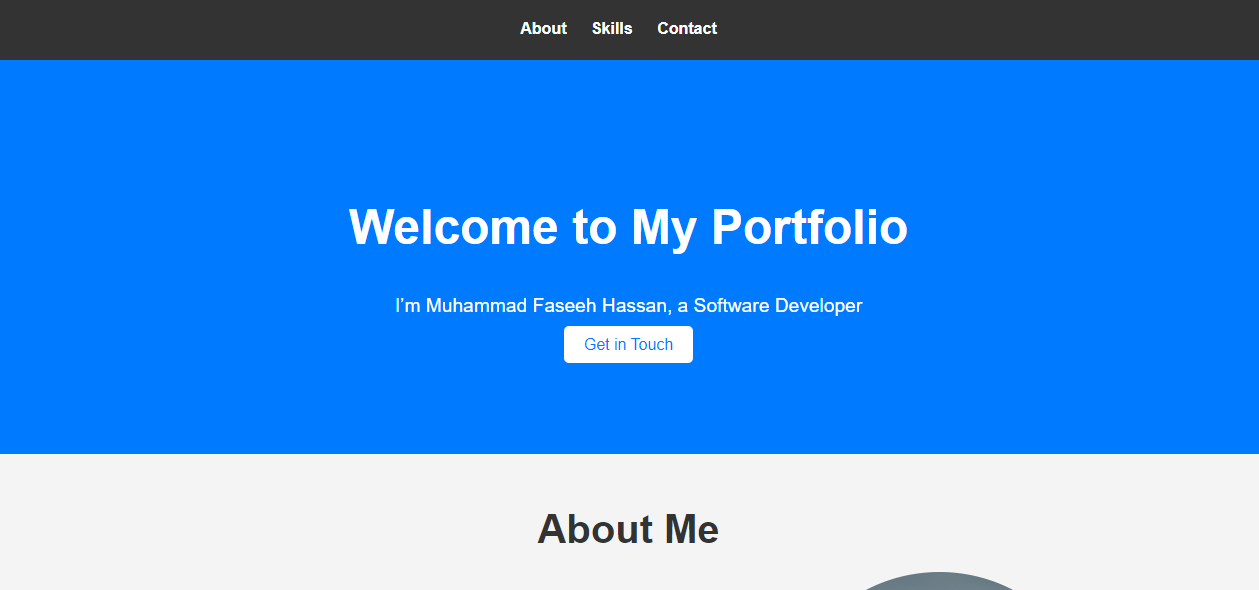 About Skills Contact
Welcome to My Portfolio
I’m Muhammad Faseeh Hassan, a Software Developer
Get in Touch
About Me